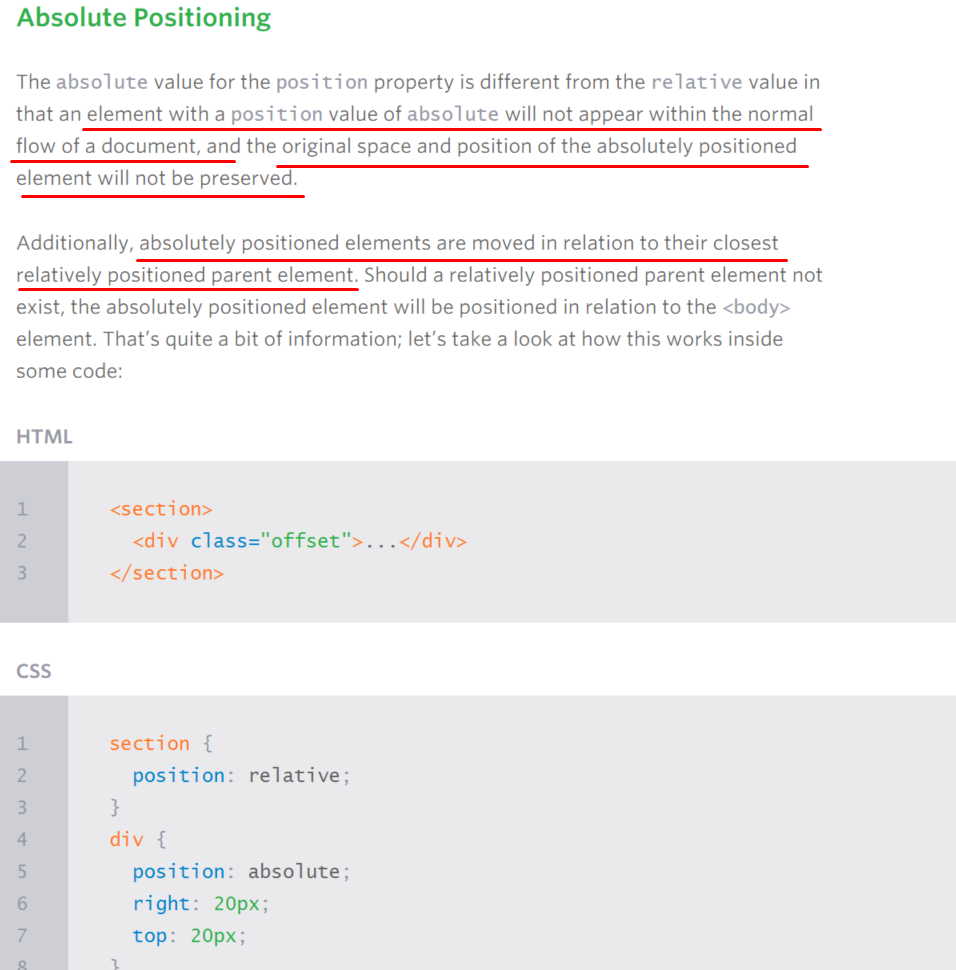 Absolute Positioning
The absolute value for the position property is different from the relative value in
that an element with a position value of absolute will not appear within the normal
flow of a document, and the original space and position of the absolutely positioned
element will not be preserved.
Additionally, absolutely positioned elements are moved in relation to their closest
relatively positioned parent element. Should a relatively positioned parent element not
exist, the absolutely positioned element will be positioned in relation to the <body>
element. That’s quite a bit of information; let’s take a look at how this works inside
some code:
HTML
1 <section>
2   <div class="offset">...</div>
3 </section>
CSS
1 section {
2   position: relative;
3 }
4 div {
5   position: absolute;
6   right: 20px;
7   top: 20px;
8 }